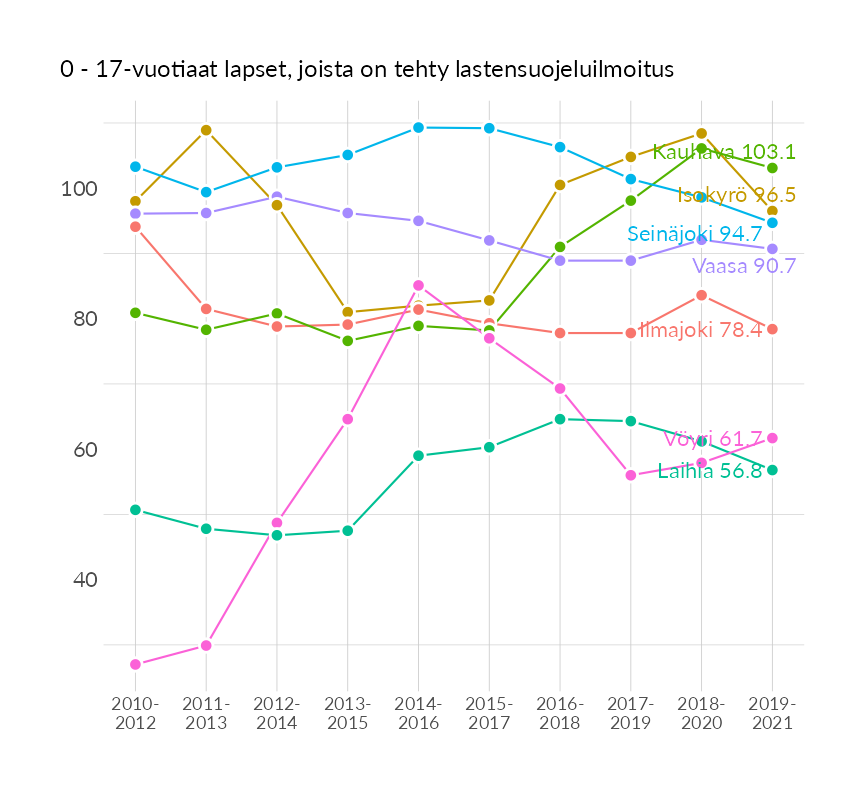 0 - 17-vuotiaat lapset, joista on tehty lastensuojeluilmoitus
Kauhava 103.1
100
Isokyrö 96.5
Seinäjoki 94.7
Vaasa 90.7
80
Ilmajoki 78.4
60
Vöyri 61.7
Laihia 56.8
40
2010- 2011- 2012- 2013- 2014- 2015- 2016- 2017- 2018- 2019-
2012 2013 2014 2015 2016 2017 2018 2019 2020 2021